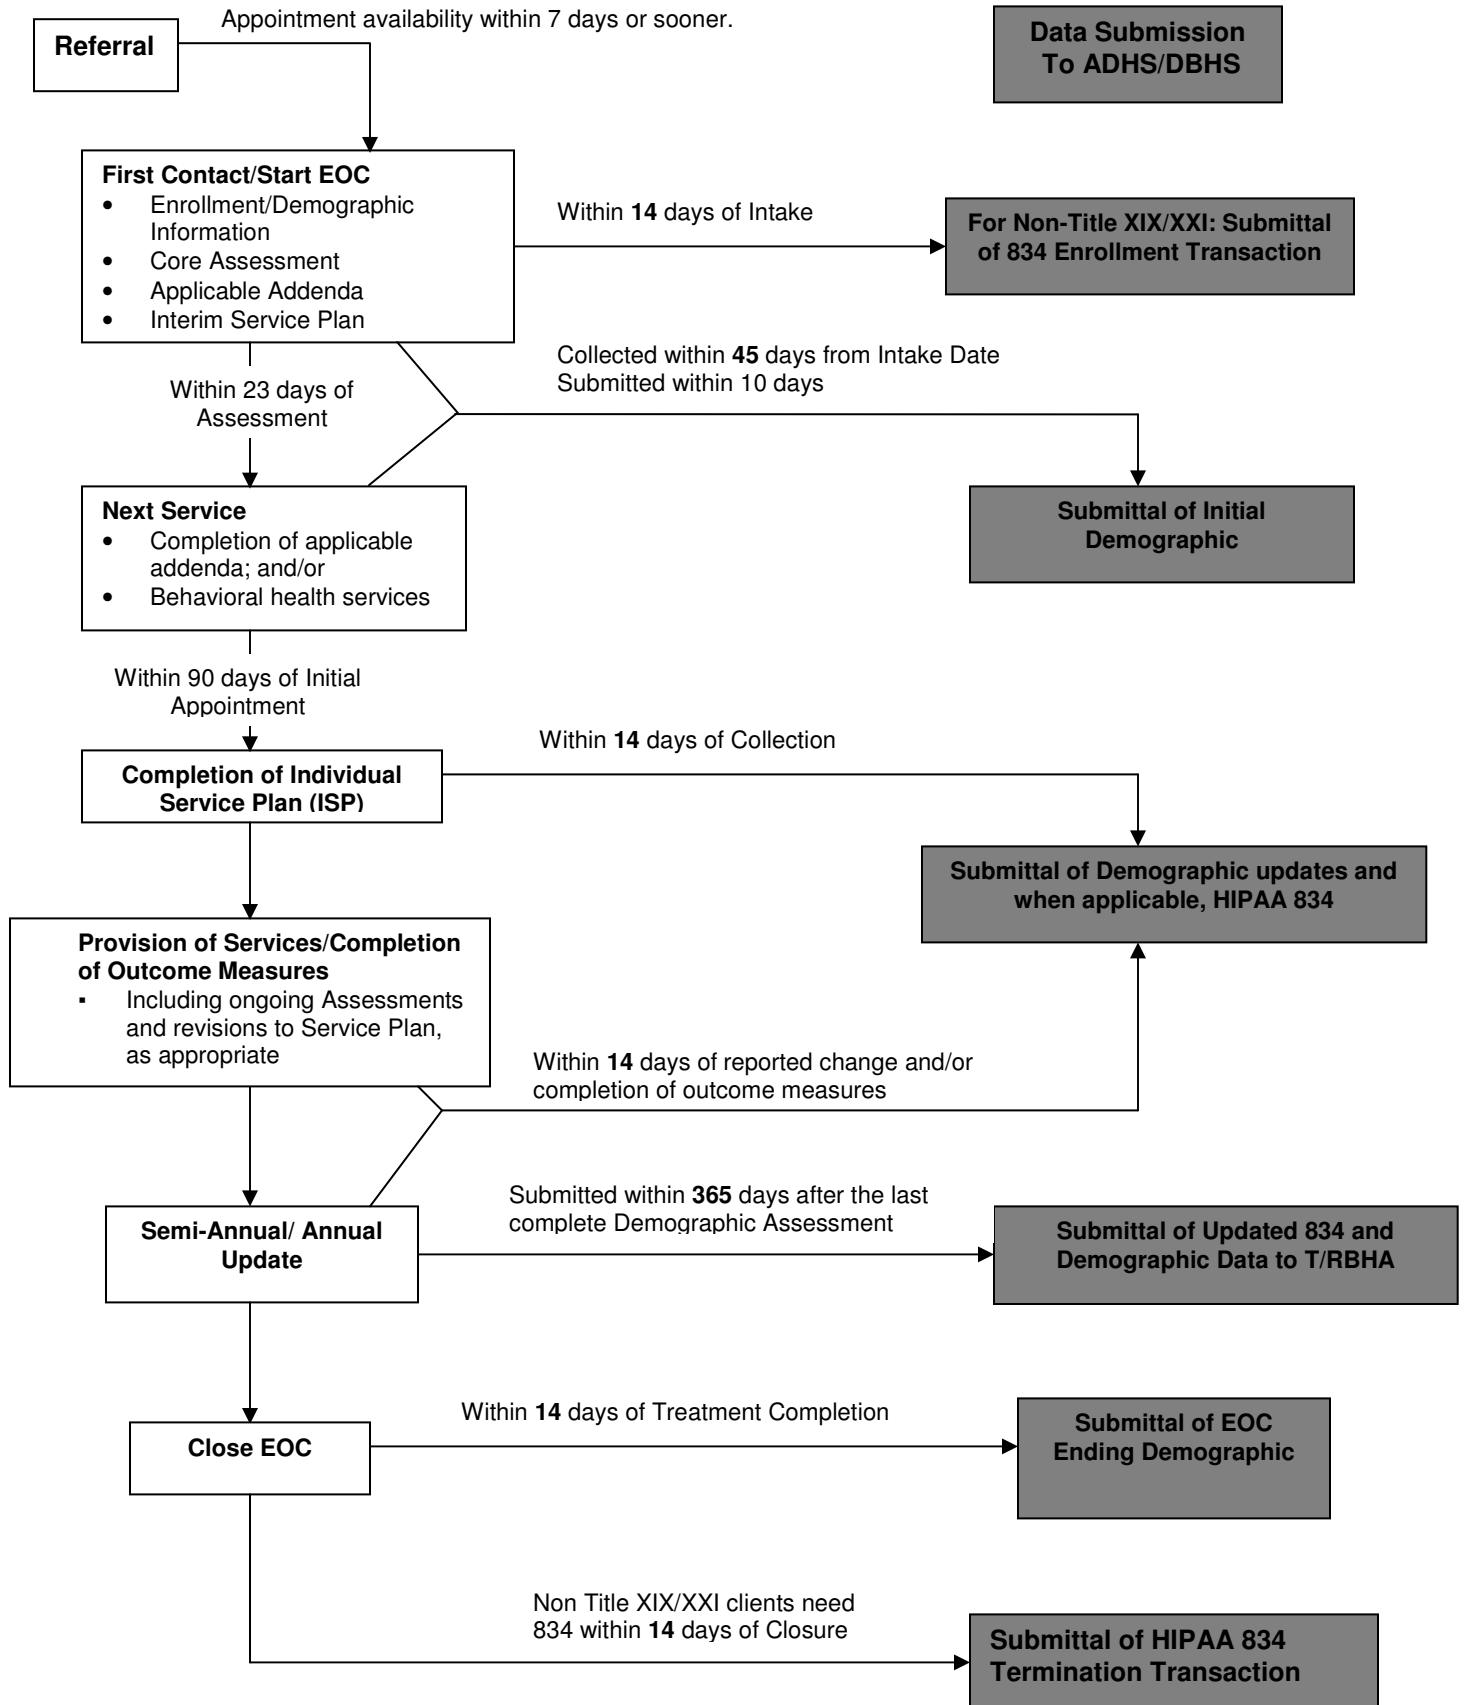 Appointment availability within 7 days or sooner.
Referral
Data Submission
To ADHS/DBHS
First Contact/Start EOC
• Enrollment/Demographic
Information
• Core Assessment
• Applicable Addenda
• Interim Service Plan
Within 14 days of Intake
For Non-Title XIX/XXI: Submittal
of 834 Enrollment Transaction
Collected within 45 days from Intake Date
Submitted within 10 days
Within 23 days of
Assessment
Next Service
• Completion of applicable
addenda; and/or
• Behavioral health services
Submittal of Initial
Demographic
Within 90 days of Initial
Appointment
Within 14 days of Collection
Completion of Individual
Service Plan (ISP)
Submittal of Demographic updates and
when applicable, HIPAA 834
Provision of Services/Completion
of Outcome Measures
▪ Including ongoing Assessments
and revisions to Service Plan,
as appropriate
Within 14 days of reported change and/or
completion of outcome measures
Submitted within 365 days after the last
complete Demographic Assessment
Semi-Annual/ Annual
Update
Submittal of Updated 834 and
Demographic Data to T/RBHA
Within 14 days of Treatment Completion
Close EOC
Submittal of EOC
Ending Demographic
Non Title XIX/XXI clients need
834 within 14 days of Closure
Submittal of HIPAA 834
Termination Transaction